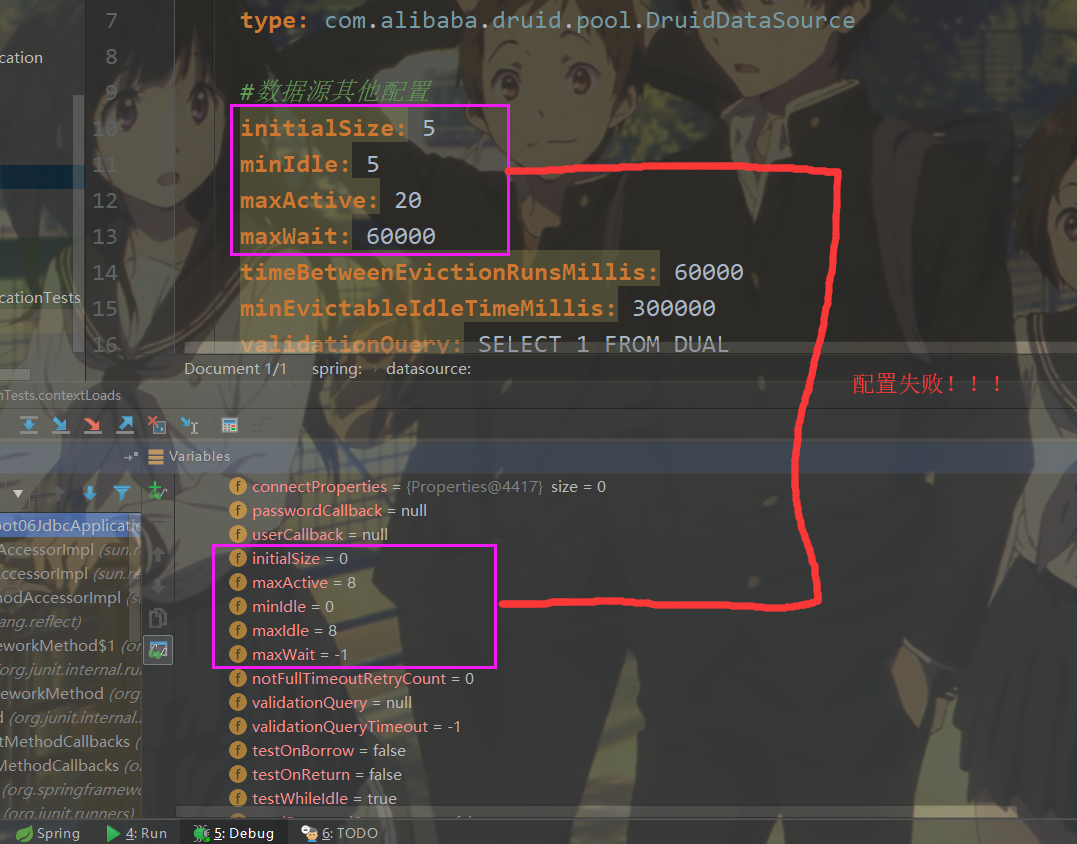 7 type: com.alibaba.druid.pool.DruidDataSource
cation 8
9 #数据源其他配置
10 initialSize: 5
11 minIdle: 5
12 maxActive: 20
13 maxWait: 60000
14 timeBetweenEvictionRunsMillis: 60000
cationTests 15 minEvictableIdleTimeMillis: 300000
16 validationQuery: SELECT 1 FROM DUAL
Document 1/1 spring: datasource:
配置失败！！！
nTests.contextLoads
Variables
connectProperties = {Properties@4417} size = 0
passwordCallback = null
oot06JdbcApplicatio
userCallback = null
AccessorImpl (sun.r
initialSize = 0
AccessorImpl (sun.re
maxActive = 8
hodAccessorImpl (s
minIdle = 0
ang.reflect)
maxIdle = 8
eworkMethod$1 (or
maxWait = -1
org.junit.internal.ru
notFullTimeoutRetryCount = 0
eworkMethod (org
validationQuery = null
d (org.junit.internal.
validationQueryTimeout = -1
tMethodCallbacks (
testOnBorrow = false
MethodCallbacks (o
testOnReturn = false
(org.springframew
testWhileIdle = true
(org.junit.runners)
Spring 4: Run 5: Debug 6: TODO